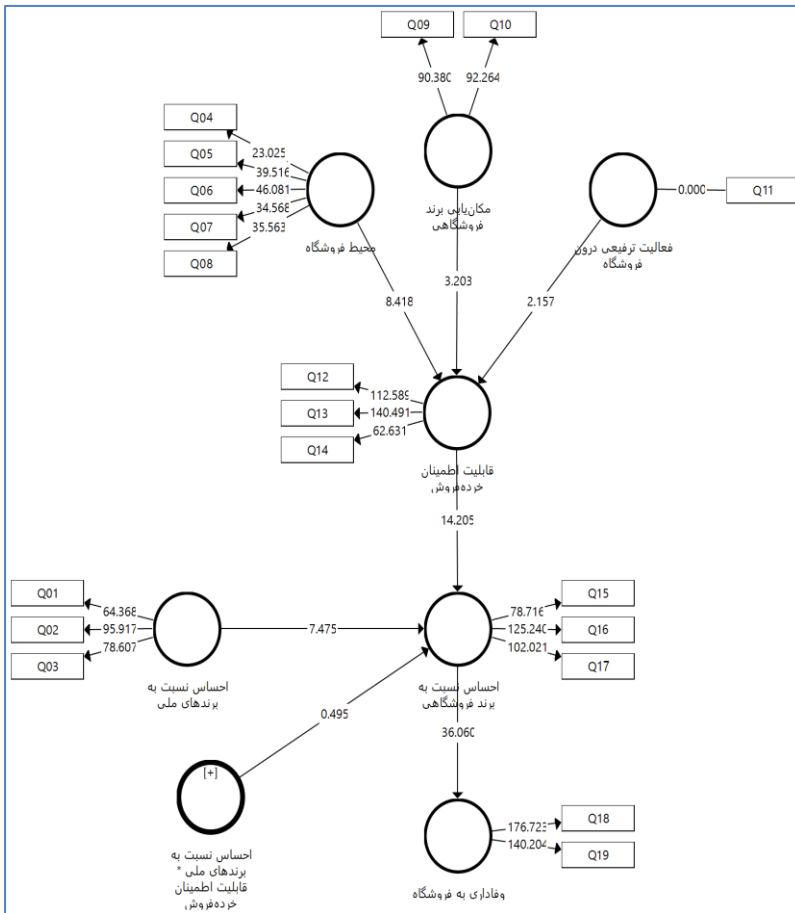 Q09
Q10
90.380
92.264
Q04
Q05
Q06
Q07
Q08
23.025
39.516
46.081
34.568
35.563
محیط فروشگاه
مکان‌یابی برند
فروشگاهی
0.000
Q11
فعالیت ترفیعی درون
فروشگاه
8.418
3.203
2.157
Q12
Q13
Q14
112.589
140.491
62.631
قابلیت اطمینان
خرده‌فروش
14.205
Q01
Q02
Q03
64.368
95.917
78.607
7.475
78.716
125.240
102.021
Q15
Q16
Q17
احساس نسبت به
برندهای ملی
احساس نسبت به
برند فروشگاهی
0.495
36.060
[+]
احساس نسبت به
برندهای ملی *
قابلیت اطمینان
خرده‌فروش
176.723
140.204
Q18
Q19
وفاداری به فروشگاه